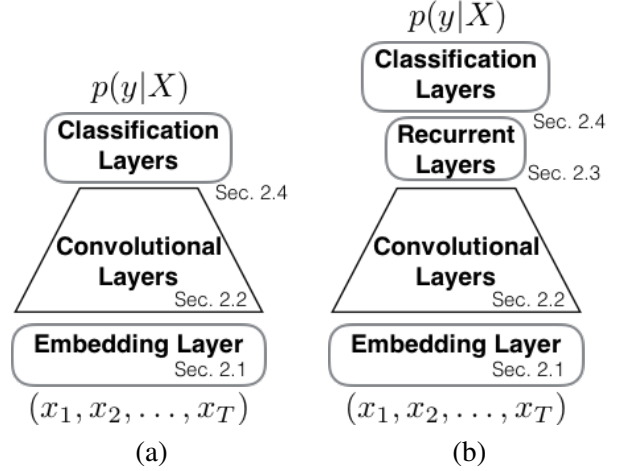 p(y|X)
Classification
Layers
Sec. 2.4
Convolutional
Layers
Sec. 2.2
Embedding Layer
Sec. 2.1
(x₁, x₂, . . . , x_T)
(a)
p(y|X)
Classification
Layers
Sec. 2.4
Recurrent
Layers
Sec. 2.3
Convolutional
Layers
Sec. 2.2
Embedding Layer
Sec. 2.1
(x₁, x₂, . . . , x_T)
(b)